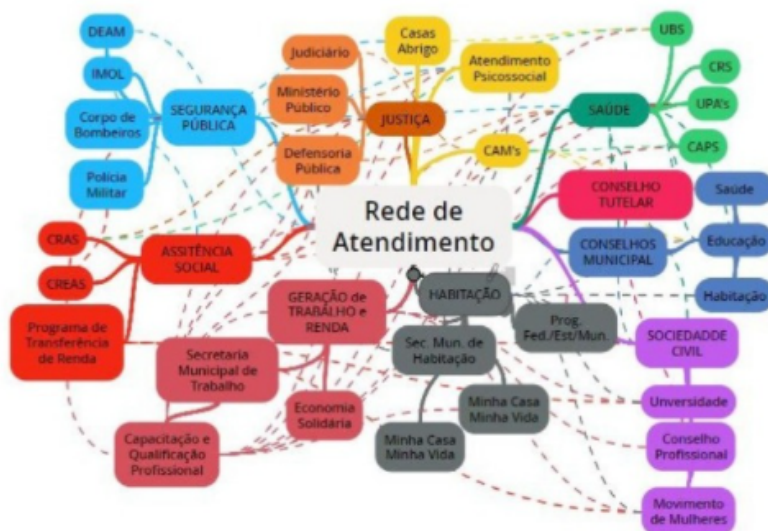 DEAM
IMOL
Corpo de
Bombeiros
Polícia
Militar
SEGURANÇA
PÚBLICA
Judiciário
Ministério
Público
Defensoria
Pública
JUSTIÇA
Casas
Abrigo
Atendimento
Psicossocial
CAM's
SAÚDE
UBS
CRS
UPA's
CAPS
Rede de
Atendimento
CONSELHO
TUTELAR
CONSELHOS
MUNICIPAL
Saúde
Educação
Habitação
CRAS
CREAS
Programa de
Transferência
de Renda
ASSITÊNCIA
SOCIAL
GERAÇÃO de
TRABALHO e
RENDA
Secretaria
Municipal de
Trabalho
Capacitação e
Qualificação
Profissional
Economia
Solidária
HABITAÇÃO
Prog.
Fed./Est/Mun.
Sec. Mun. de
Habitação
Minha Casa
Minha Vida
Minha Casa
Minha Vida
SOCIEDADDE
CIVIL
Unversidade
Conselho
Profissional
Movimento
de Mulheres